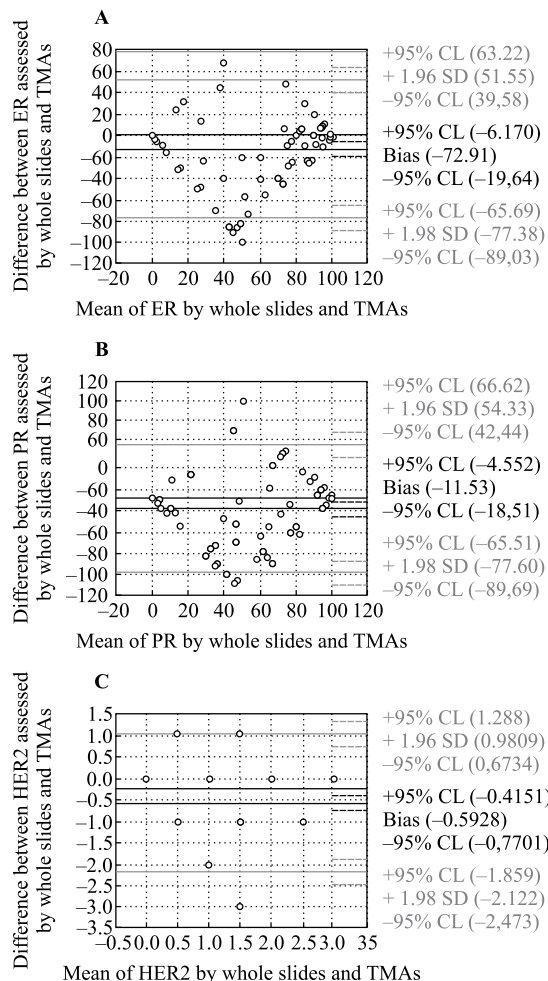 A
Difference between ER assessed
by whole slides and TMAs
80
60
40
20
0
−20
−60
−40
−60
−80
−100
−120
−20 0 20 40 60 80 100 120
Mean of ER by whole slides and TMAs
+95% CL (63.22)
+ 1.96 SD (51.55)
–95% CL (39,58)
+95% CL (–6.170)
Bias (–72.91)
–95% CL (–19,64)
+95% CL (–65.69)
+ 1.98 SD (–77.38)
–95% CL (–89,03)
B
Difference between PR assessed
by whole slides and TMAs
120
100
80
60
0
−60
−40
−60
−80
−100
−120
−20 0 20 40 60 80 100 120
Mean of PR by whole slides and TMAs
+95% CL (66.62)
+ 1.96 SD (54.33)
–95% CL (42,44)
+95% CL (–4.552)
Bias (–11.53)
–95% CL (–18,51)
+95% CL (–65.51)
+ 1.98 SD (–77.60)
–95% CL (–89,69)
C
Difference between HER2 assessed
by whole slides and TMAs
1.5
1.0
0.5
0.0
−0.5
−1.0
−1.5
−2.0
−2.5
−3.0
−3.5
−0.50.0 0.5 1.0 1.5 2.0 2.53.0 35
Mean of HER2 by whole slides and TMAs
+95% CL (1.288)
+ 1.96 SD (0.9809)
–95% CL (0,6734)
+95% CL (–0.4151)
Bias (–0.5928)
–95% CL (–0,7701)
+95% CL (–1.859)
+ 1.98 SD (–2.122)
–95% CL (–2,473)